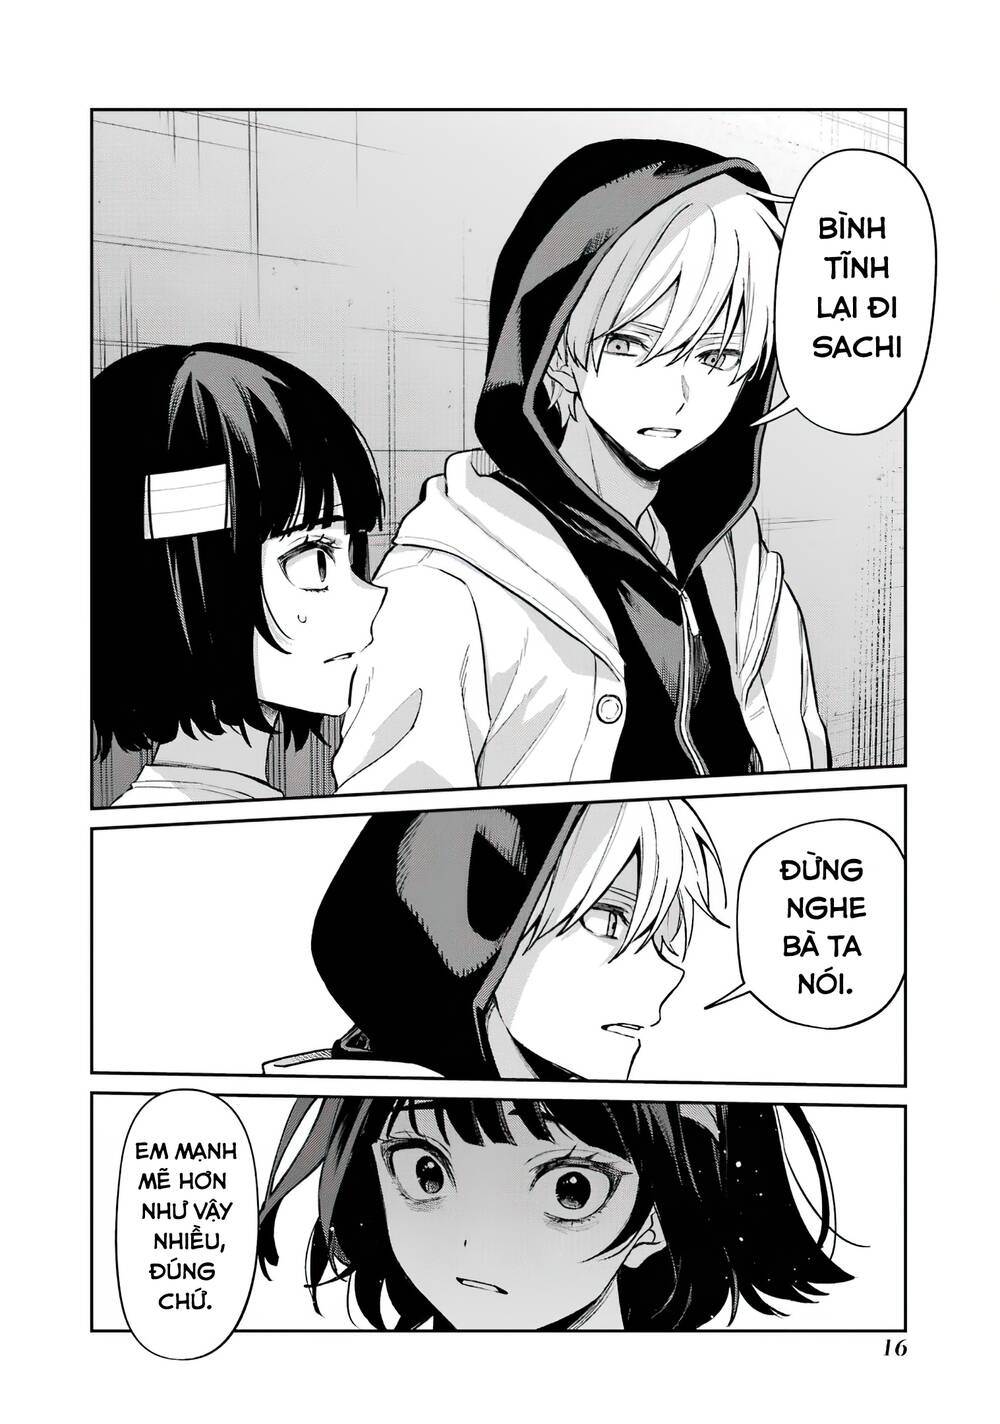 BÌNH
TĨNH
LẠI ĐI
SACHI
ĐỪNG
NGHE
BÀ TA
NÓI.
EM MẠNH
MẼ HƠN
NHƯ VẬY
NHIỀU,
ĐÚNG
CHỨ.
16